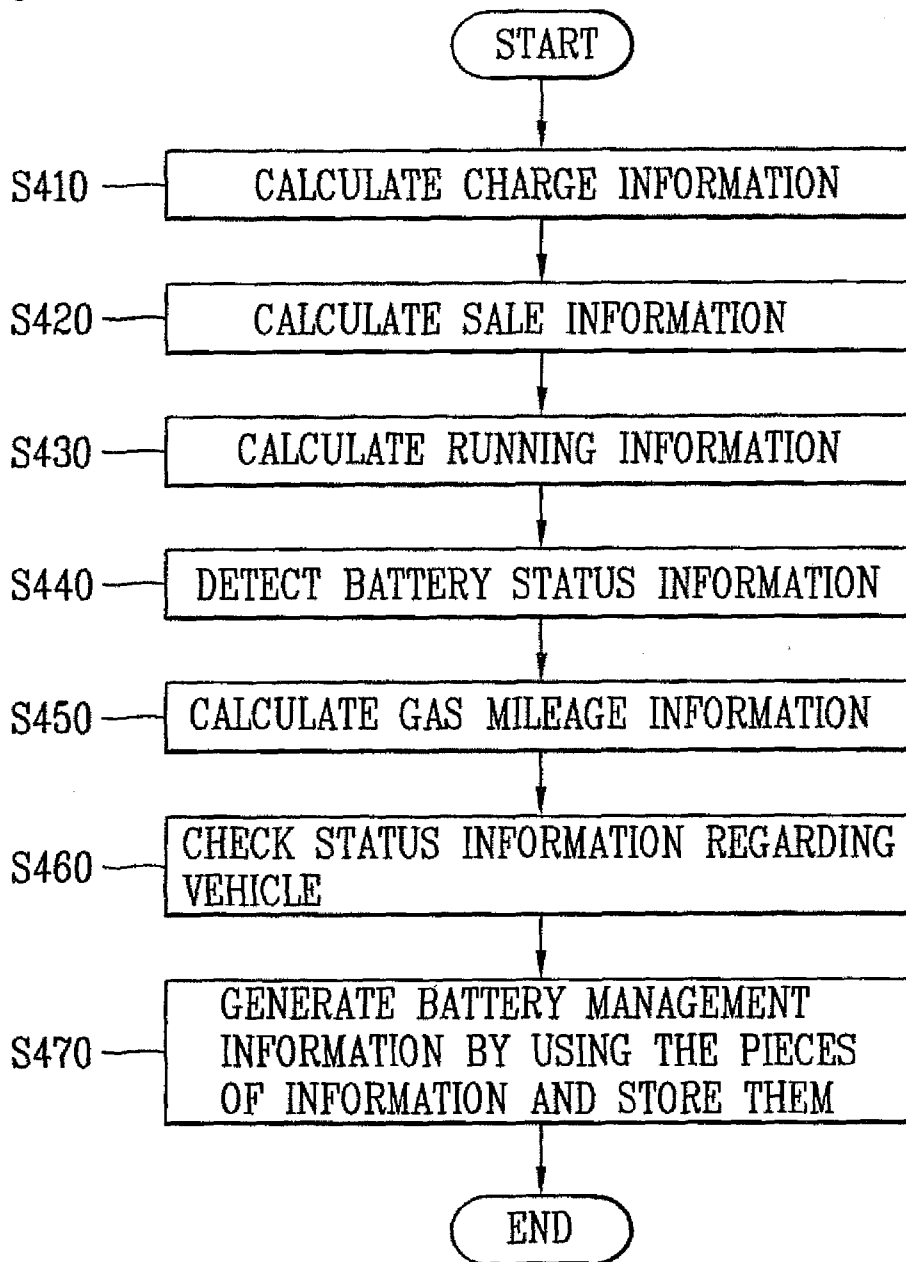 START
S410 CALCULATE CHARGE INFORMATION
S420 CALCULATE SALE INFORMATION
S430 CALCULATE RUNNING INFORMATION
S440 DETECT BATTERY STATUS INFORMATION
S450 CALCULATE GAS MILEAGE INFORMATION
S460 CHECK STATUS INFORMATION REGARDING
VEHICLE
GENERATE BATTERY MANAGEMENT
S470 INFORMATION BY USING THE PIECES
OF INFORMATION AND STORE THEM
END